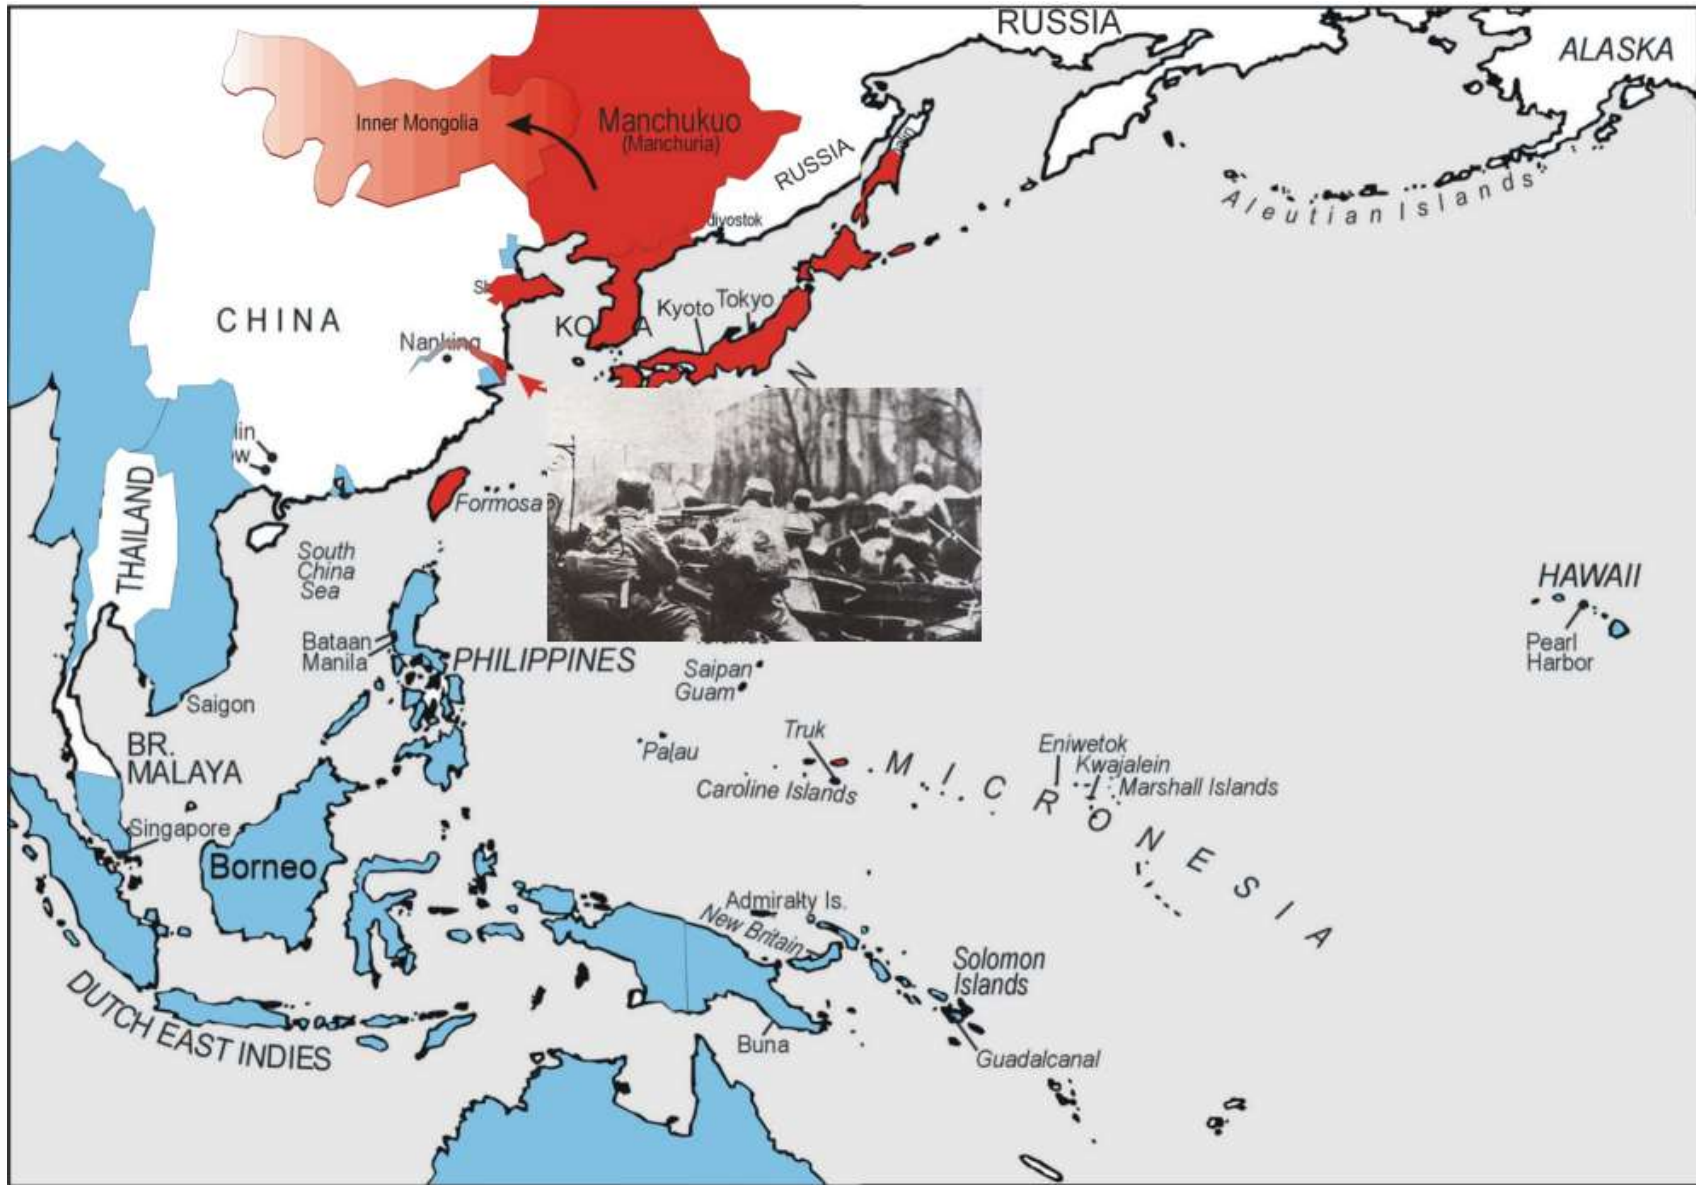 RUSSIA
ALASKA
Inner Mongolia
Manchukuo
(Manchuria)
RUSSIA
Aleutian Islands
CHINA
Kyoto
Tokyo
Nanking
THAILAND
Formosa
South
China
Sea
HAWAII
Pearl
Harbor
Bataan
Manila
PHILIPPINES
Saipan
Guam
Saigon
BR.
MALAYA
Palau
Truk
Caroline Islands
Eniwetok
Kwajalein
Marshall Islands
MICRONESIA
Singapore
Borneo
Admiralty Is.
New Britain
Solomon
Islands
DUTCH EAST INDIES
Buna
Guadalcanal